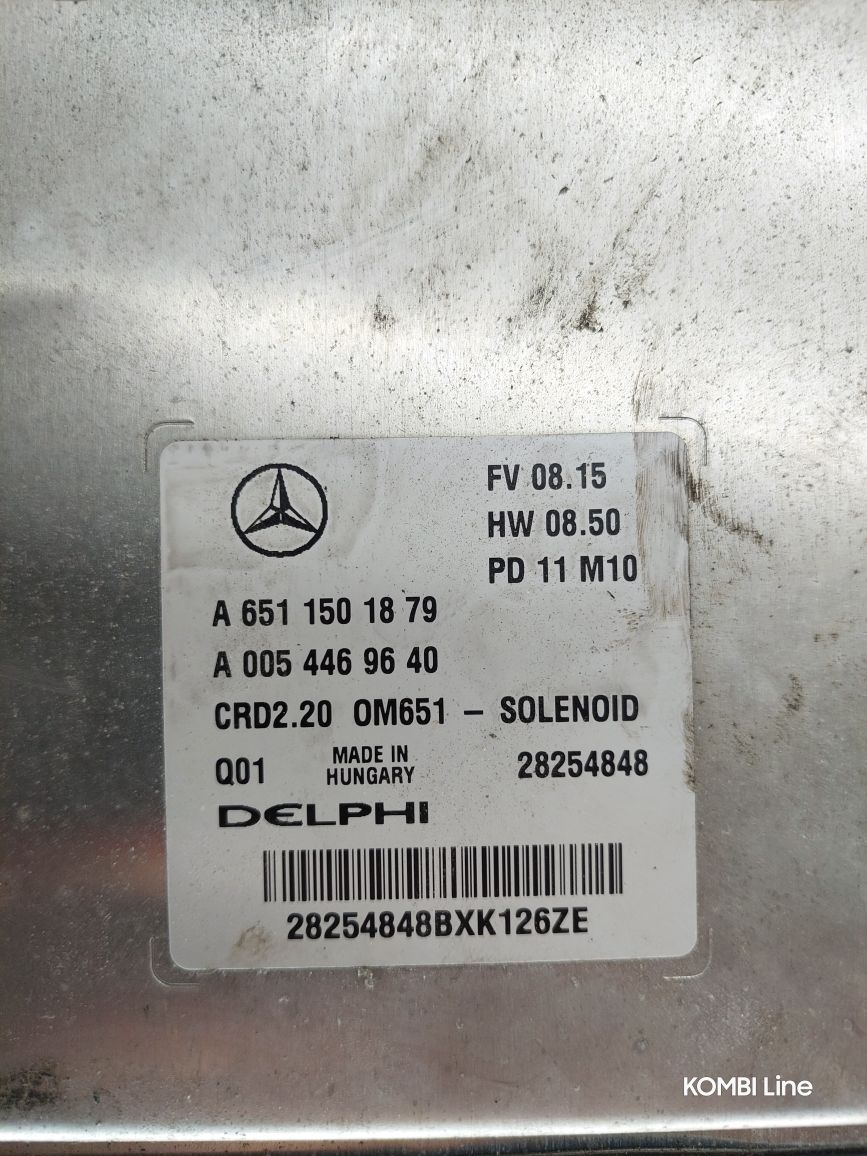 FV 08.15
HW 08.50
PD 11 M10
A 651 150 18 79
A 005 446 96 40
CRD2.20 OM651 – SOLENOID
Q01 MADE IN HUNGARY 28254848
DELPHI
28254848BXK126ZE
KOMBI Line